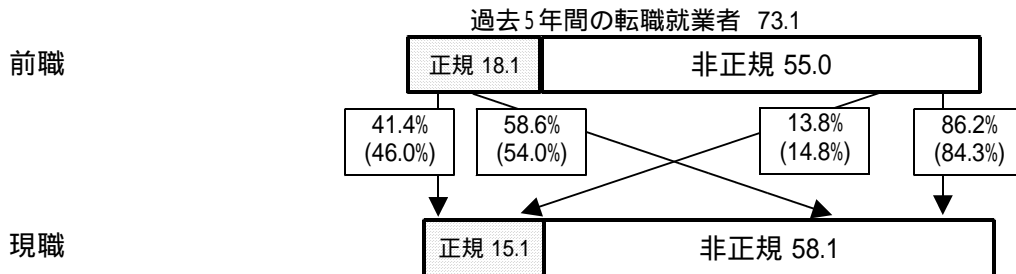 過去5年間の転職就業者 73.1
前職
正規 18.1
非正規 55.0
41.4%
(46.0%)
58.6%
(54.0%)
13.8%
(14.8%)
86.2%
(84.3%)
現職
正規 15.1
非正規 58.1